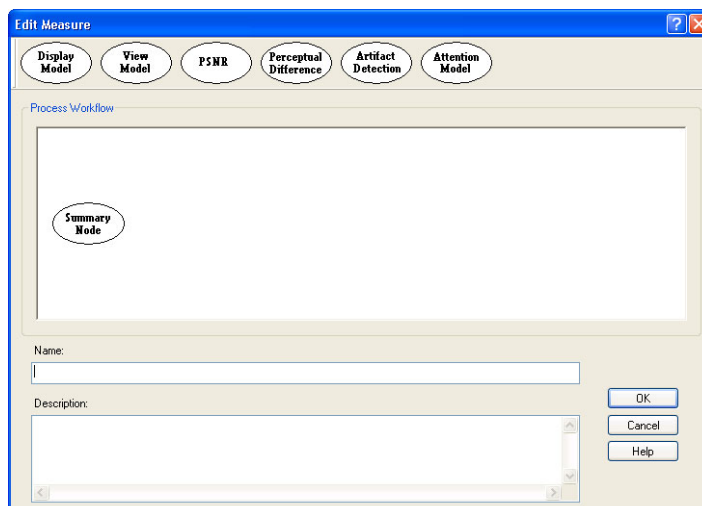 Edit Measure
Display View PSNR Perceptual Artifact Attention
Model Model Difference Detection Model
Process Workflow
Summary
Node
Name:
Description:
OK
Cancel
Help